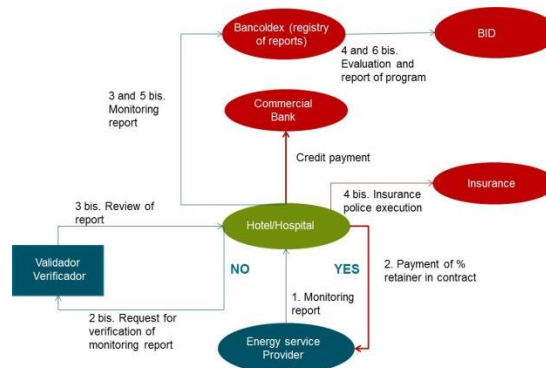 Bancoldex (registry
of reports)
4 and 6 bis.
Evaluation and
report of program
BID
3 and 5 bis.
Monitoring
report
Commercial
Bank
Credit payment
4 bis. Insurance
police execution
Insurance
3 bis. Review of
report
Hotel/Hospital
Validador
Verificador
NO
YES
2. Payment of %
retainer in contract
1. Monitoring
report
2 bis. Request for
verification of
monitoring report
Energy service
Provider